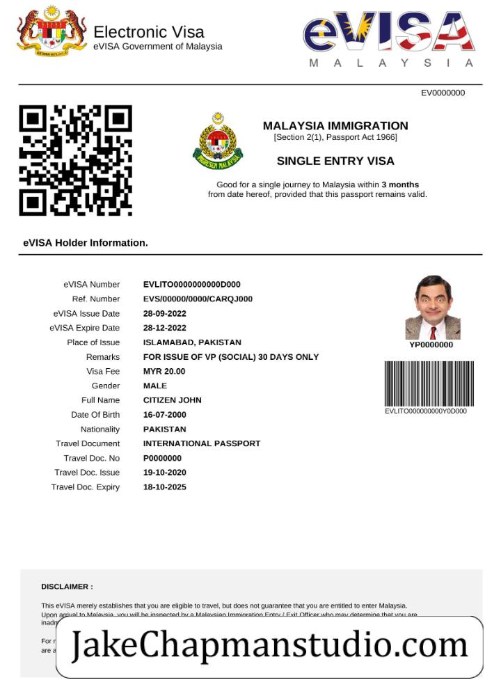 Electronic Visa
eVISA Government of Malaysia
eVISA
MALAYSIA
EV0000000
MALAYSIA IMMIGRATION
[Section 2(1), Passport Act 1966]
SINGLE ENTRY VISA
Good for a single journey to Malaysia within 3 months
from date hereof, provided that this passport remains valid.
eVISA Holder Information.
eVISA Number EVLITO0000000000D000
Ref. Number EVS/00000/0000/CARQJ000
eVISA Issue Date 28-09-2022
eVISA Expire Date 28-12-2022
Place of Issue ISLAMABAD, PAKISTAN
Remarks FOR ISSUE OF VP (SOCIAL) 30 DAYS ONLY
Visa Fee MYR 20.00
Gender MALE
Full Name CITIZEN JOHN
Date Of Birth 16-07-2000
Nationality PAKISTAN
Travel Document INTERNATIONAL PASSPORT
Travel Doc. No P0000000
Travel Doc. Issue 19-10-2020
Travel Doc. Expiry 18-10-2025
YP0000000
EVLITO000000000Y0D000
DISCLAIMER :
This eVISA merely establishes that you are eligible to travel, but does not guarantee that you are entitled to enter Malaysia.
Upon arrival to Malaysia, you will be inspected by a Malaysian Immigration Entry / Exit Officer who may determine that you are
For
are a
JakeChapmanstudio.com